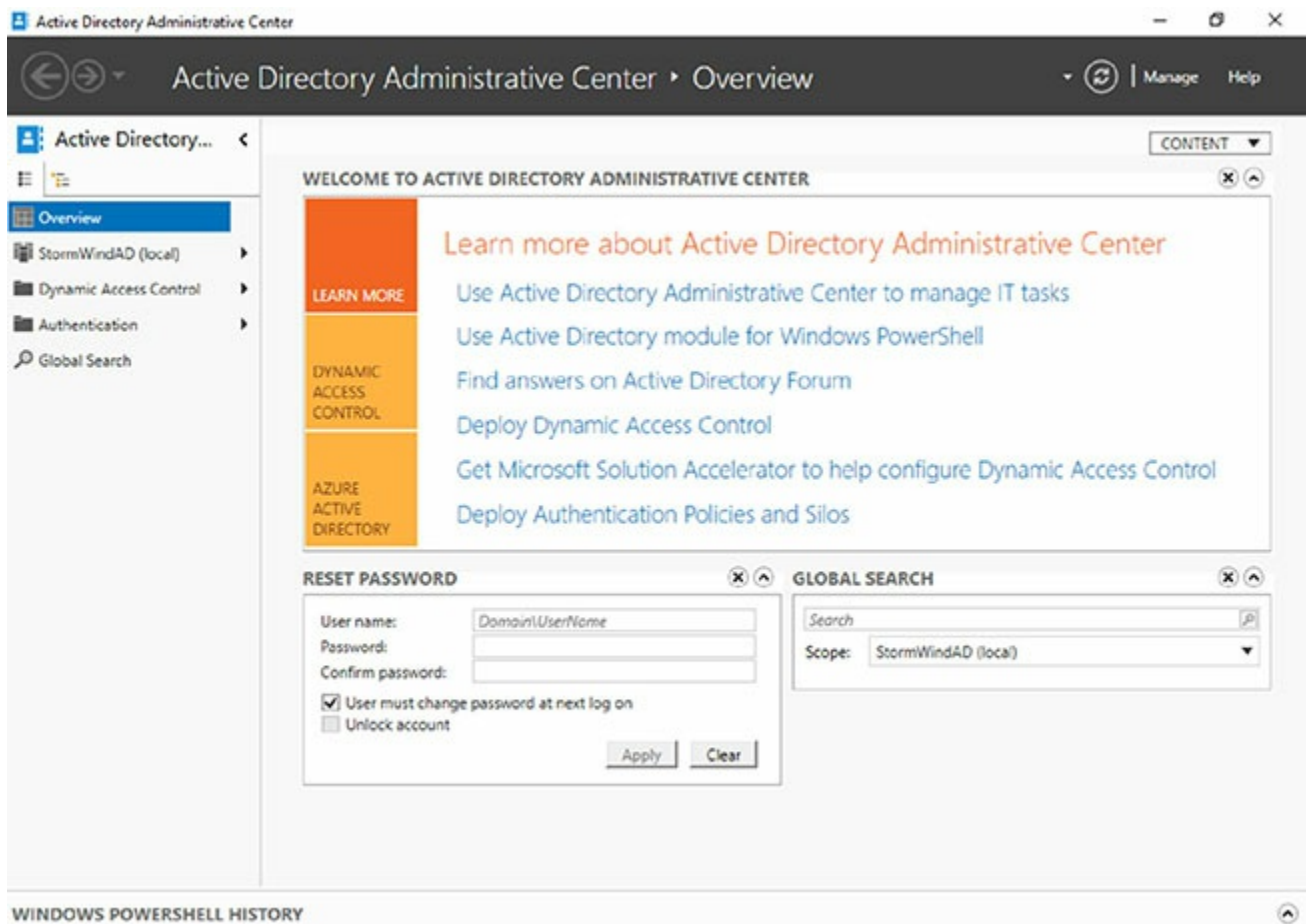 Active Directory Administrative Center
Active Directory Administrative Center ‣ Overview
Manage Help
Active Directory...
Overview
StormWindAD (local)
Dynamic Access Control
Authentication
Global Search
CONTENT
WELCOME TO ACTIVE DIRECTORY ADMINISTRATIVE CENTER
LEARN MORE
DYNAMIC
ACCESS
CONTROL
AZURE
ACTIVE
DIRECTORY
Learn more about Active Directory Administrative Center
Use Active Directory Administrative Center to manage IT tasks
Use Active Directory module for Windows PowerShell
Find answers on Active Directory Forum
Deploy Dynamic Access Control
Get Microsoft Solution Accelerator to help configure Dynamic Access Control
Deploy Authentication Policies and Silos
RESET PASSWORD
User name: Domain\UserName
Password:
Confirm password:
User must change password at next log on
Unlock account
Apply Clear
GLOBAL SEARCH
Search
Scope: StormWindAD (local)
WINDOWS POWERSHELL HISTORY